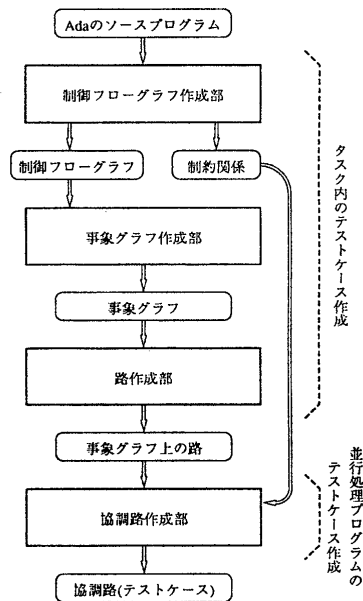 Adaのソースプログラム
制御フローグラフ作成部
制御フローグラフ
制約関係
事象グラフ作成部
事象グラフ
路作成部
事象グラフ上の路
協調路作成部
協調路(テストケース)
タスク内のテストケース作成
並行処理プログラムの
テストケース作成